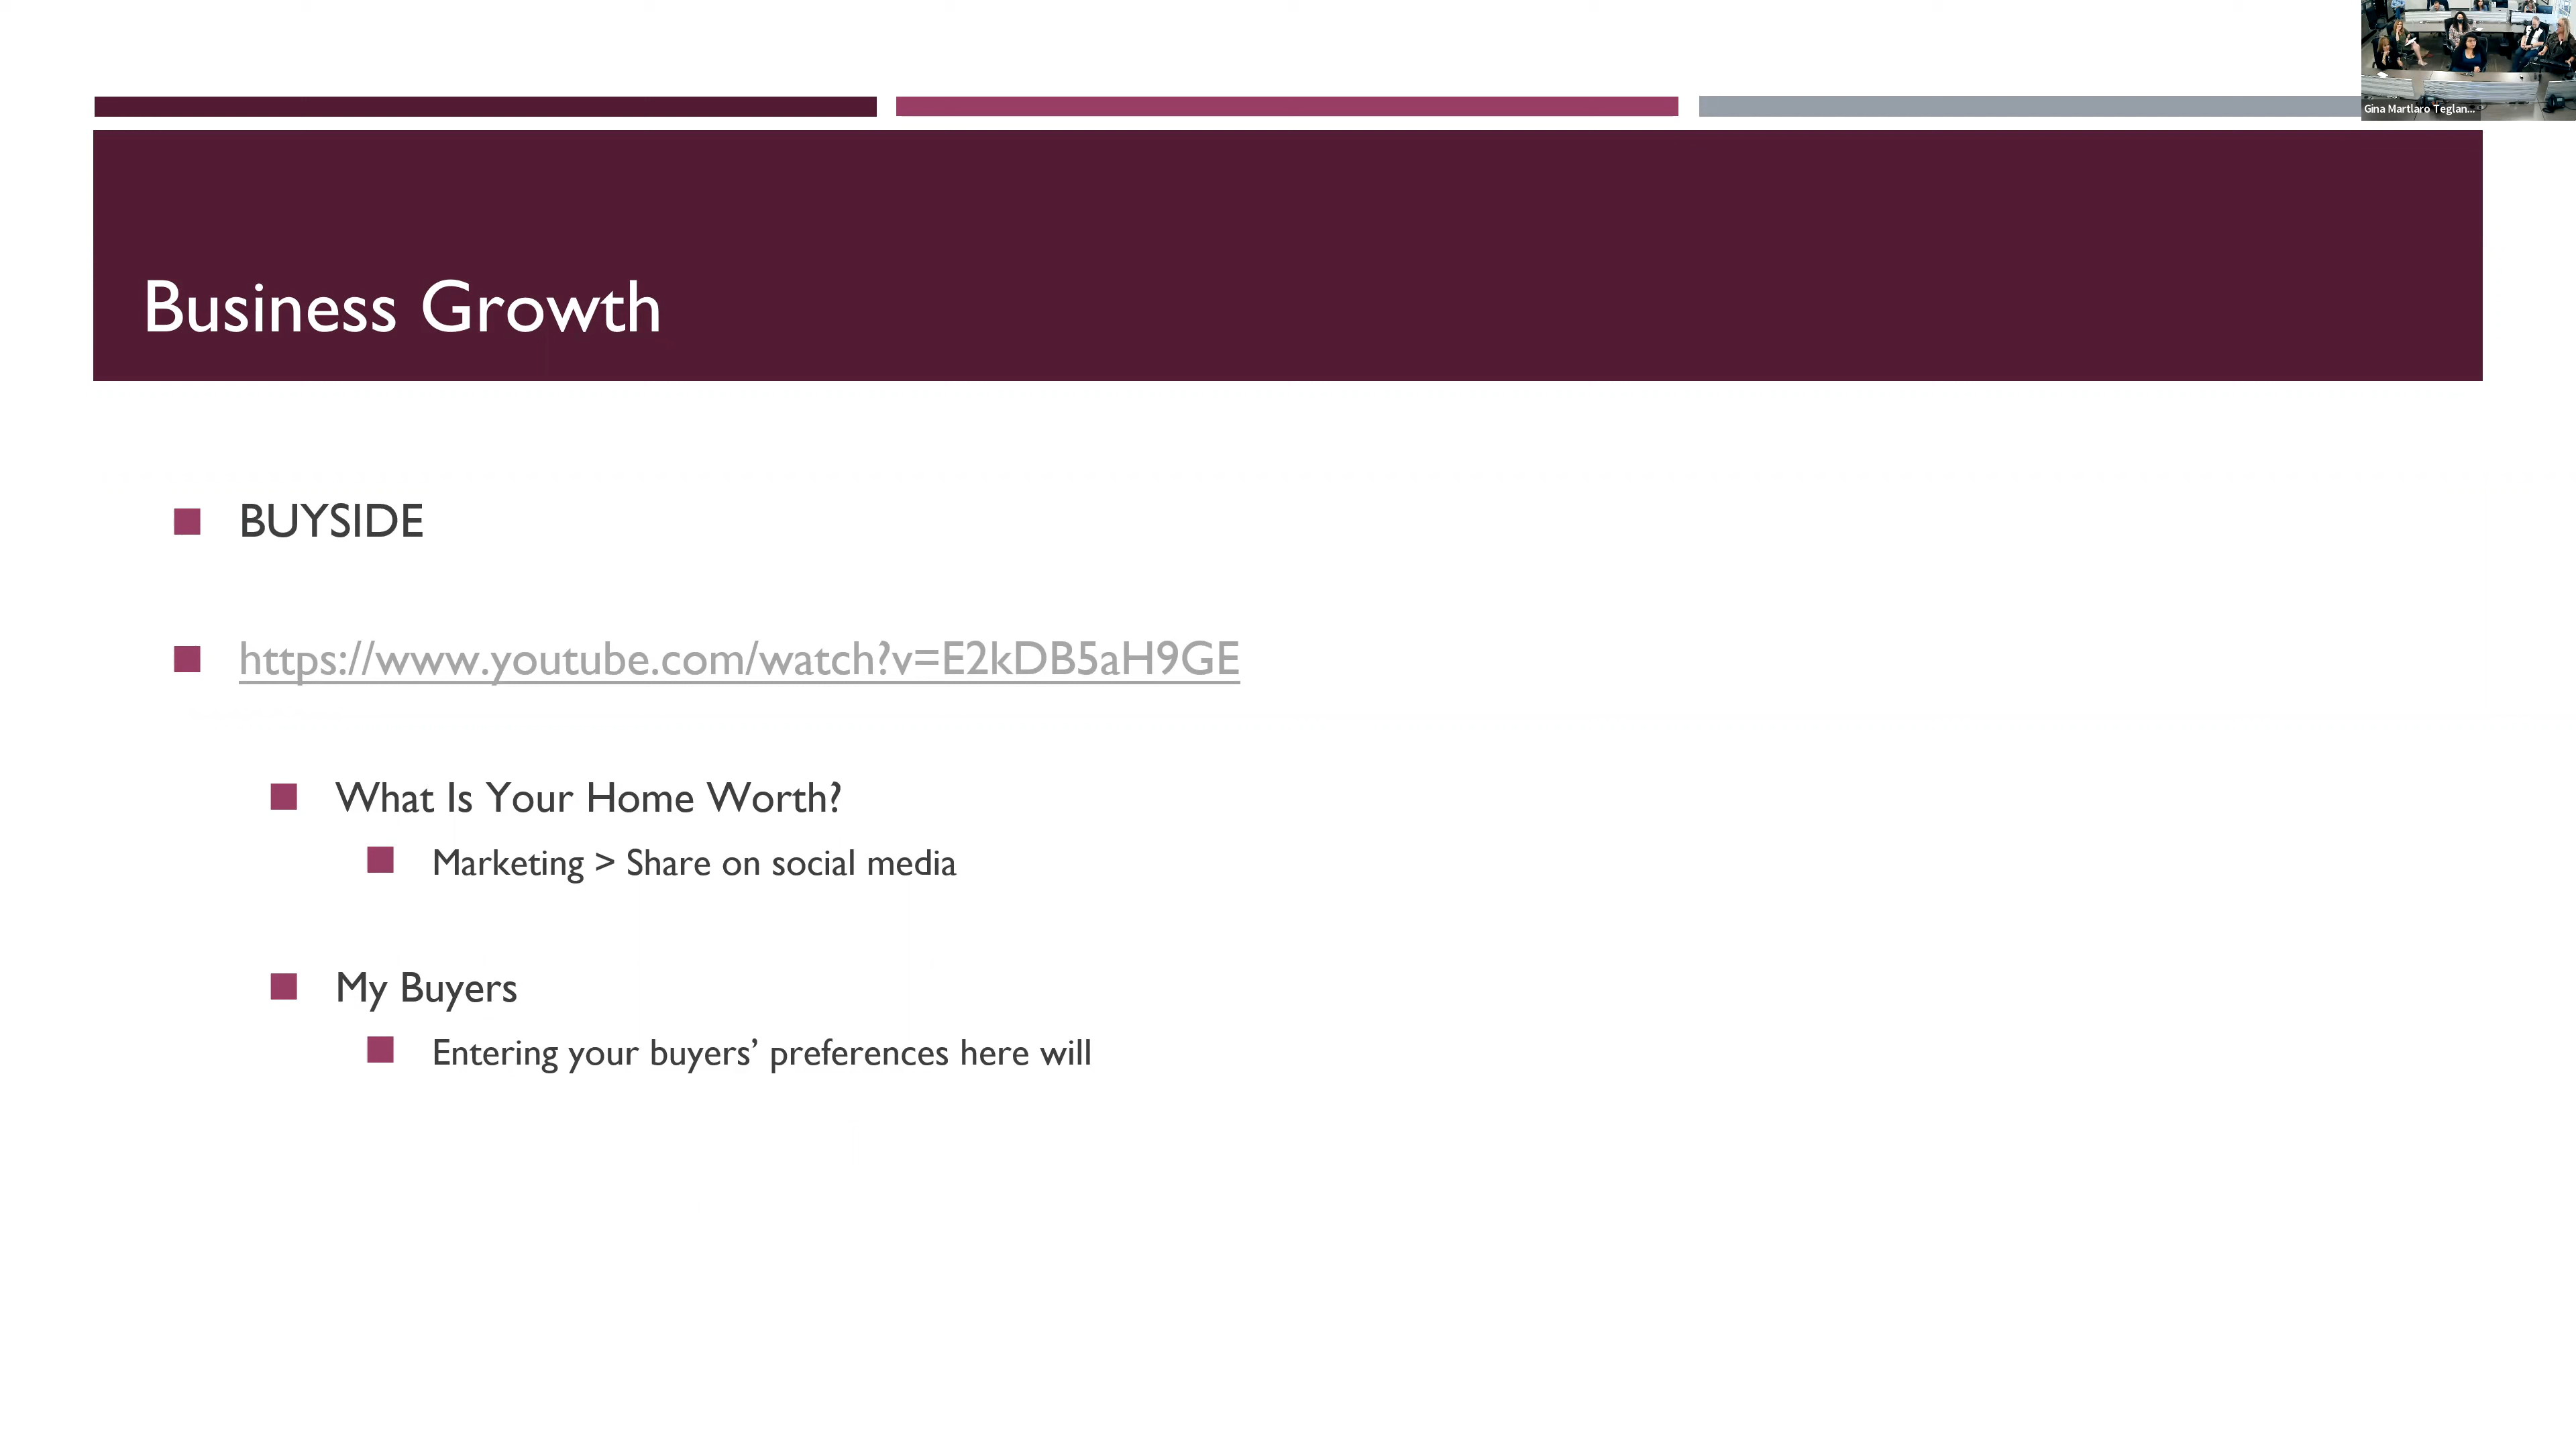 Gina Martlaro Teglan...
Business Growth
BUYSIDE
https://www.youtube.com/watch?v=E2kDB5aH9GE
What Is Your Home Worth?
Marketing > Share on social media
My Buyers
Entering your buyers’ preferences here will